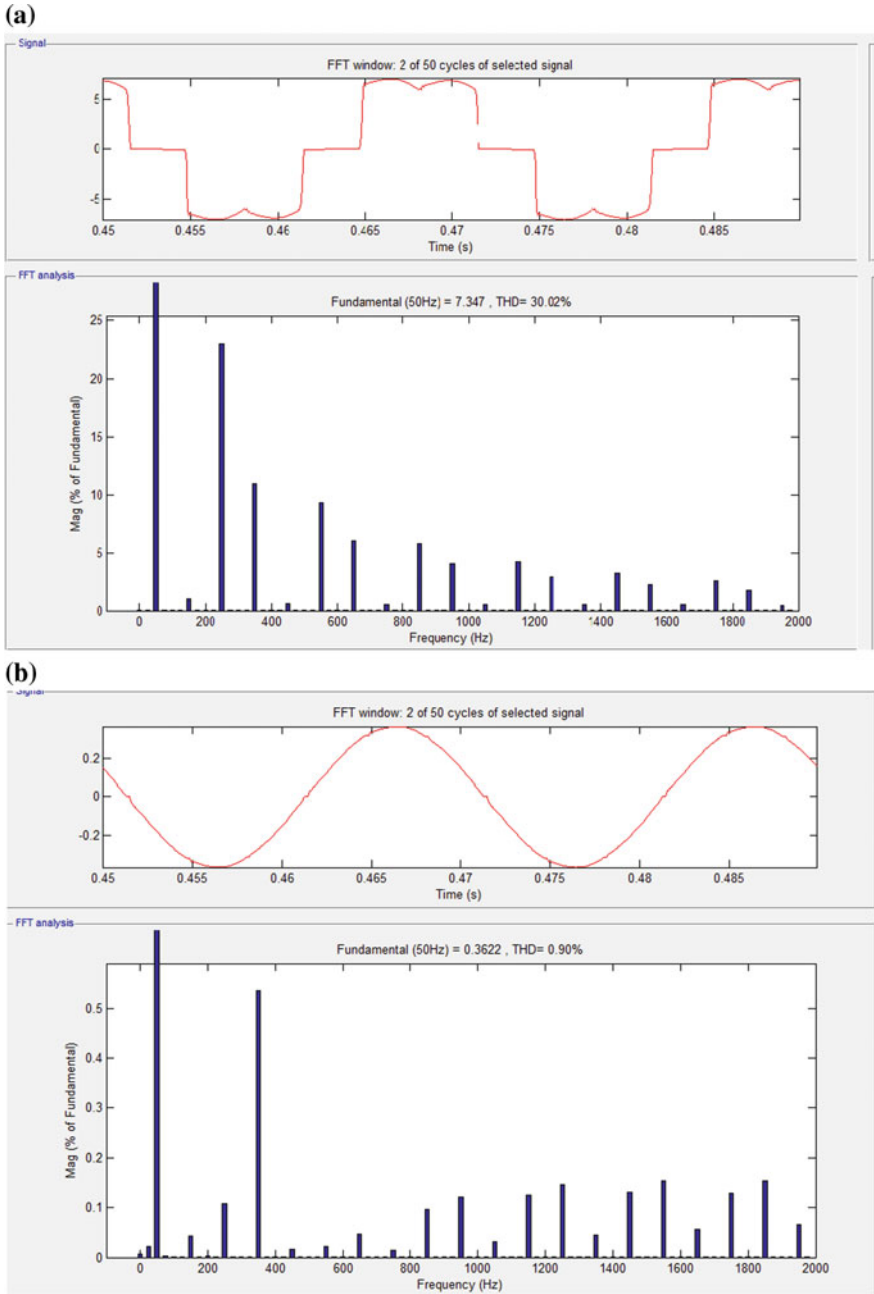 (a)
Signal
FFT window: 2 of 50 cycles of selected signal
5
0
-5
0.45 0.455 0.46 0.465 0.47 0.475 0.48 0.485
Time (s)
FFT analysis
Fundamental (50Hz) = 7.347 , THD= 30.02%
25
20
15
10
5
0
Mag (% of Fundamental)
0 200 400 600 800 1000 1200 1400 1600 1800 2000
Frequency (Hz)
(b)
Signal
FFT window: 2 of 50 cycles of selected signal
0.2
0
-0.2
0.45 0.455 0.46 0.465 0.47 0.475 0.48 0.485
Time (s)
FFT analysis
Fundamental (50Hz) = 0.3622 , THD= 0.90%
0.5
0.4
0.3
0.2
0.1
0
Mag (% of Fundamental)
0 200 400 600 800 1000 1200 1400 1600 1800 2000
Frequency (Hz)